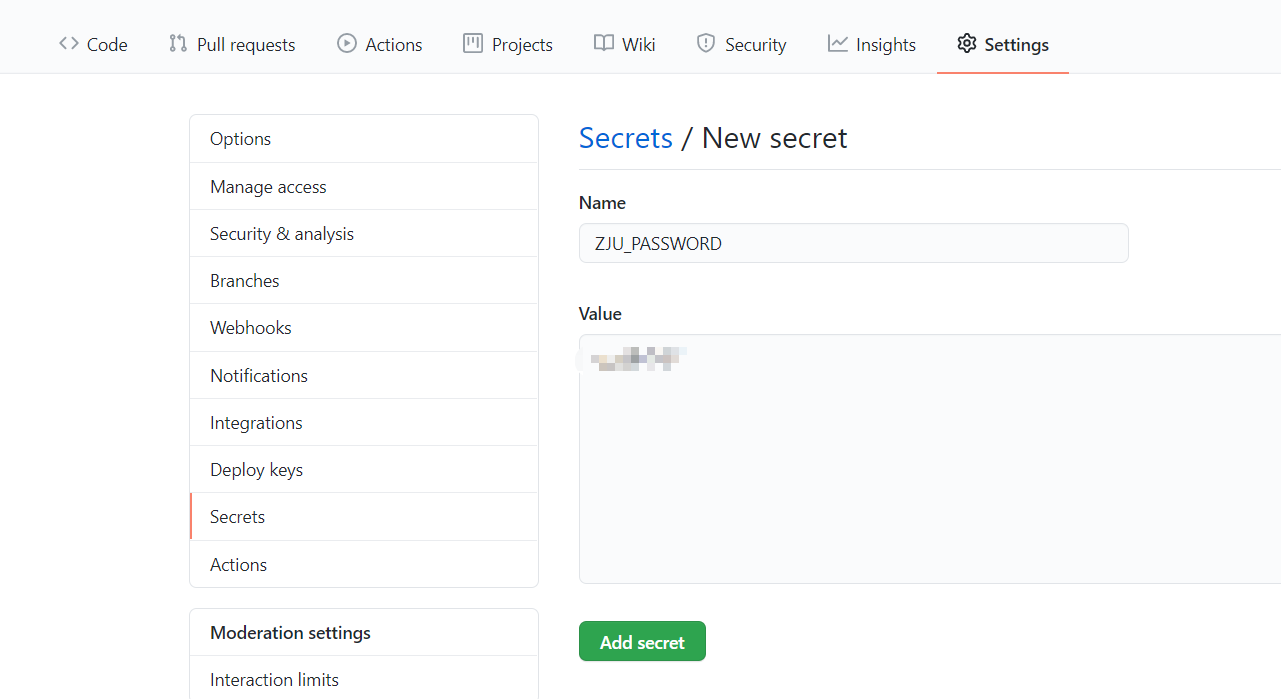 Code Pull requests Actions Projects Wiki Security Insights Settings
Options
Manage access
Security & analysis
Branches
Webhooks
Notifications
Integrations
Deploy keys
Secrets
Actions
Moderation settings
Interaction limits
Secrets / New secret
Name
ZJU_PASSWORD
Value
Add secret